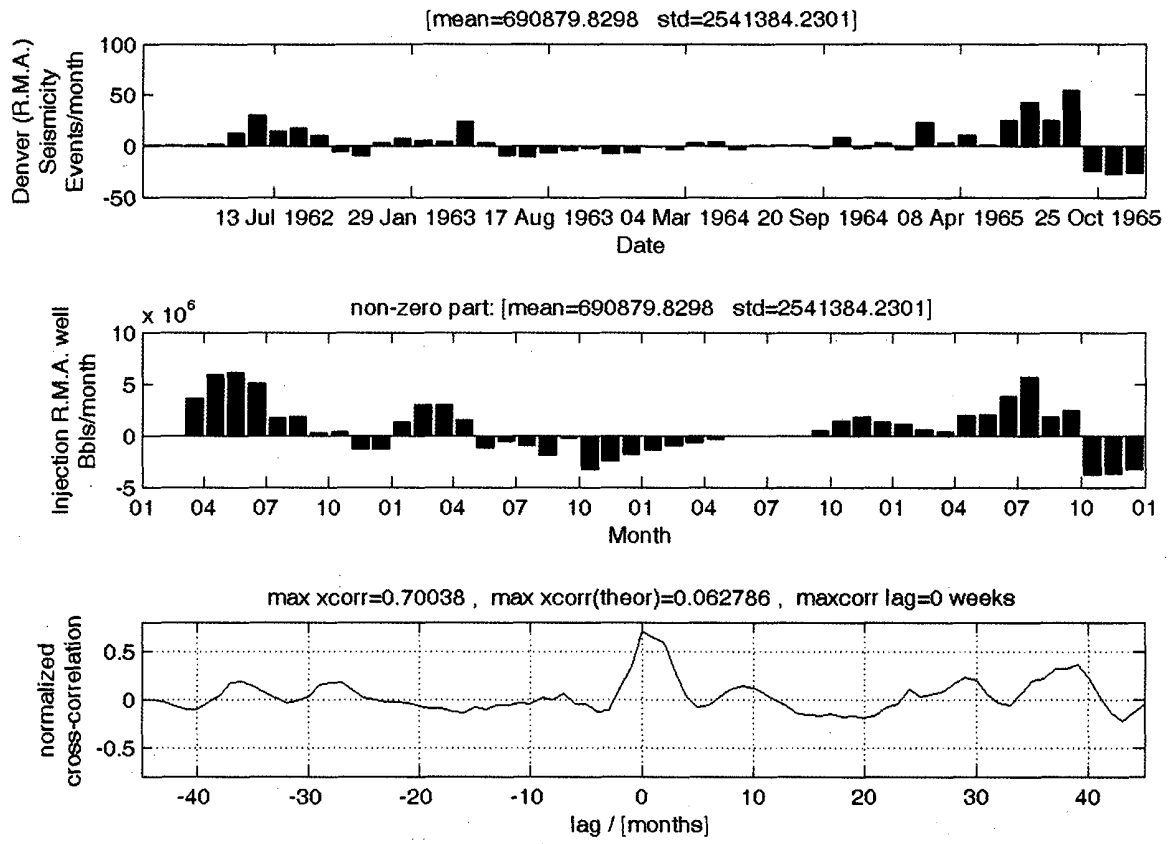 [mean=690879.8298 std=2541384.2301]
Denver (R.M.A.)
Seismicity
Events/month
100
50
0
-50
13 Jul 1962 29 Jan 1963 17 Aug 1963 04 Mar 1964 20 Sep 1964 08 Apr 1965 25 Oct 1965
Date
x 10^6
non-zero part: [mean=690879.8298 std=2541384.2301]
Injection R.M.A. well
Bbls/month
10
5
0
-5
01 04 07 10 01 04 07 10 01 04 07 10 01 04 07 10 01
Month
max xcorr=0.70038 , max xcorr(theor)=0.062786 , maxcorr lag=0 weeks
normalized
cross-correlation
0.5
0
-0.5
-40 -30 -20 -10 0 10 20 30 40
lag / [months]